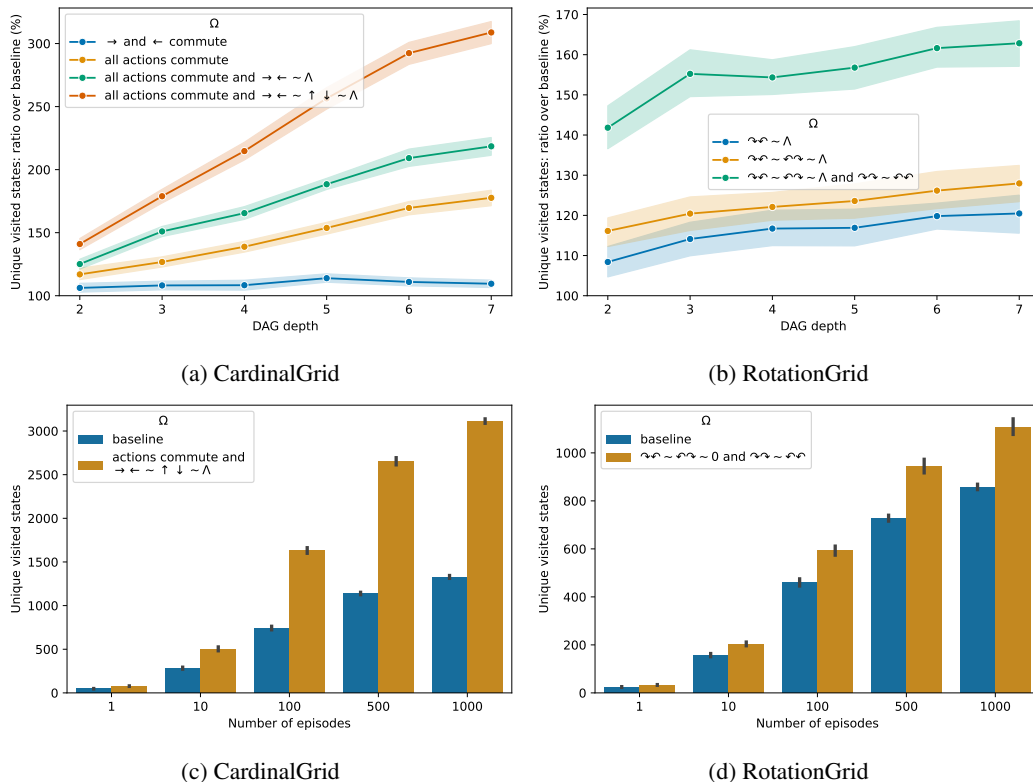 Ω
→ and ← commute
all actions commute
all actions commute and → ← ∼ Λ
all actions commute and → ← ∼ ↑ ↓ ∼ Λ
Unique visited states: ratio over baseline (%)
300
250
200
150
100
2 3 4 5 6 7
DAG depth
(a) CardinalGrid
Ω
↷↶ ∼ Λ
↷↶ ∼ ↶↷ ∼ Λ
↷↶ ∼ ↶↷ ∼ Λ and ↷↷ ∼ ↶↶
Unique visited states: ratio over baseline (%)
170
160
150
140
130
120
110
100
2 3 4 5 6 7
DAG depth
(b) RotationGrid
Ω
baseline
actions commute and
→ ← ∼ ↑ ↓ ∼ Λ
Unique visited states
3000
2500
2000
1500
1000
500
0
1 10 100 500 1000
Number of episodes
(c) CardinalGrid
Ω
baseline
↷↶ ∼ ↶↷ ∼ 0 and ↷↷ ∼ ↶↶
Unique visited states
1000
800
600
400
200
0
1 10 100 500 1000
Number of episodes
(d) RotationGrid